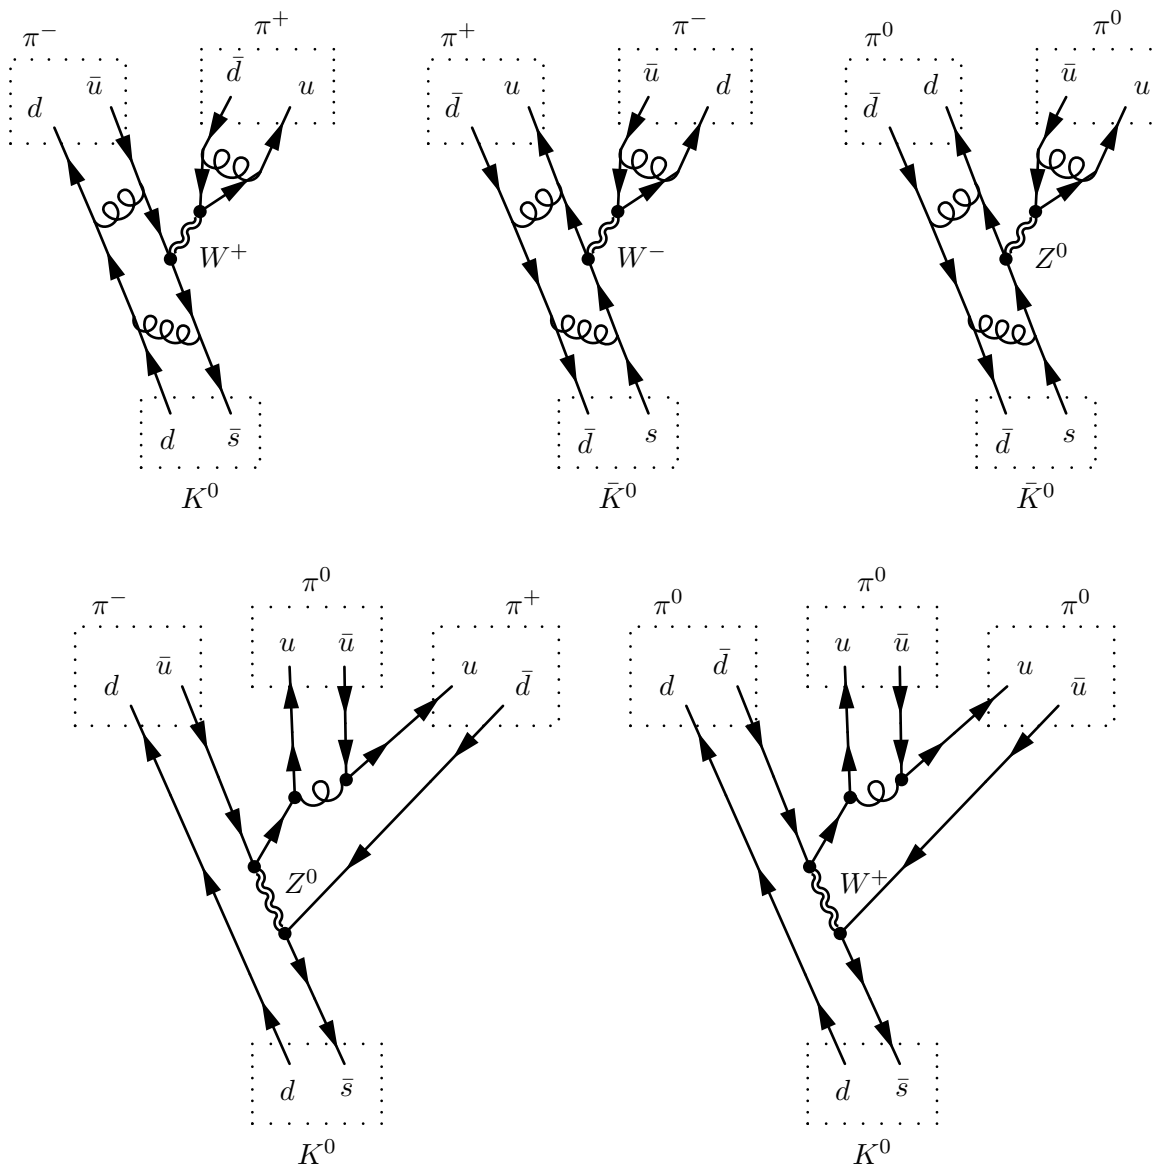 π⁻ π⁺ π⁺ π⁻ π⁰ π⁰
d ū d̄ u d̄ u ū d d̄ d ū u
W⁺ W⁻ Z⁰
d s̄ d̄ s d̄ s
K⁰ K̄⁰ K̄⁰
π⁻ π⁰ π⁺ π⁰ π⁰ π⁰
d ū u ū u d̄ d d̄ u ū u ū
Z⁰ W⁺
d s̄ d s̄
K⁰ K⁰